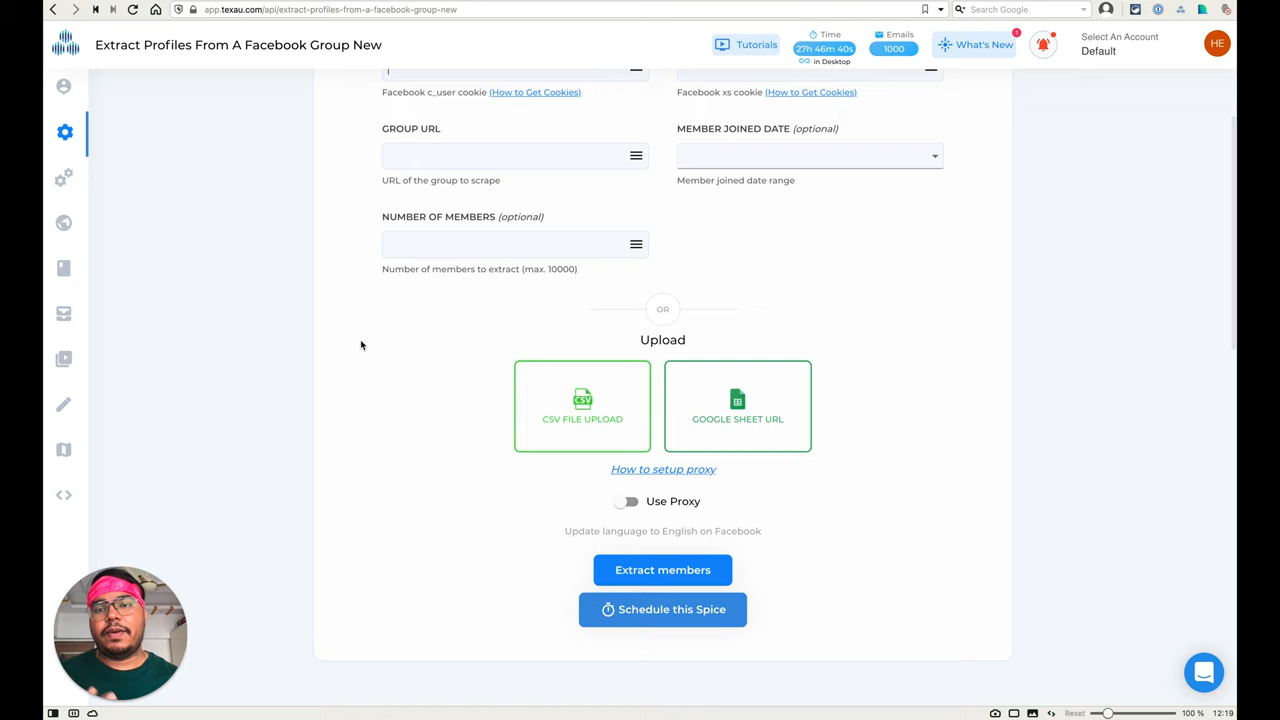 app.texau.com/api/extract-profiles-from-a-facebook-group-new
Search Google
Extract Profiles From A Facebook Group New
Tutorials
Time
27h 46m 40s
in Desktop
Emails
1000
What's New
1
Select An Account
Default
HE
Facebook c_user cookie (How to Get Cookies)
Facebook xs cookie (How to Get Cookies)
GROUP URL
MEMBER JOINED DATE (optional)
URL of the group to scrape
Member joined date range
NUMBER OF MEMBERS (optional)
Number of members to extract (max. 10000)
OR
Upload
CSV
CSV FILE UPLOAD
GOOGLE SHEET URL
How to setup proxy
Use Proxy
Update language to English on Facebook
Extract members
Schedule this Spice
Reset
100 %
12:19